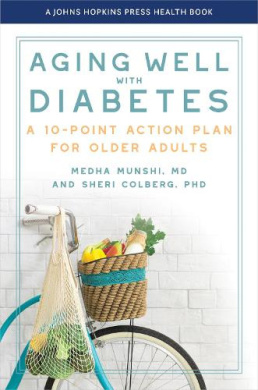 A JOHNS HOPKINS PRESS HEALTH BOOK
AGING WELL
WITH
DIABETES
A 10-POINT ACTION PLAN
FOR OLDER ADULTS
MEDHA MUNSHI, MD
AND SHERI COLBERG, PHD